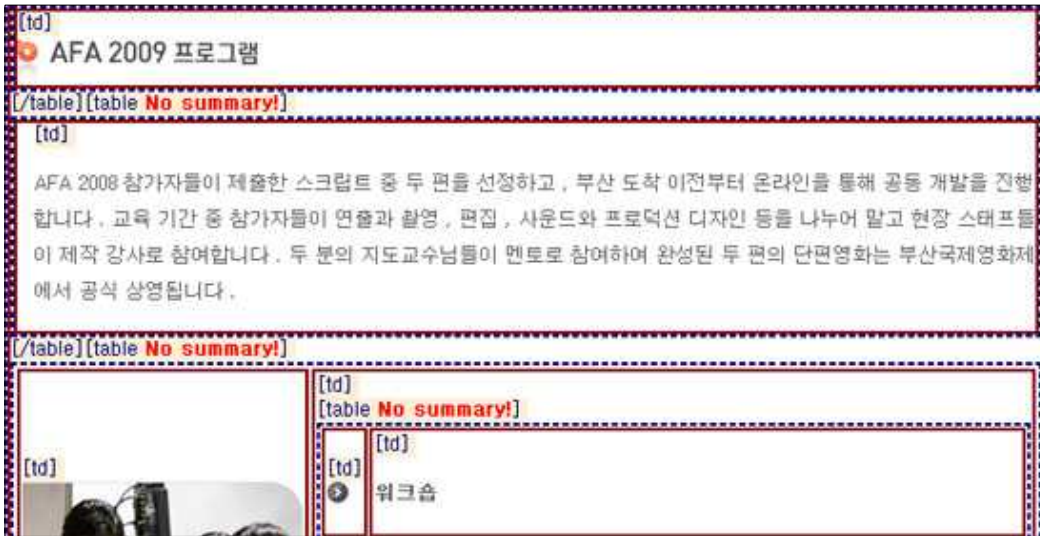 [td]
AFA 2009 프로그램
[/table][table No summary!]
[td]
AFA 2008 참가자들이 제출한 스크립트 중 두 편을 선정하고 , 부산 도착 이전부터 온라인을 통해 공동 개발을 진행
합니다 . 교육 기간 중 참가자들이 연출과 촬영 , 편집 , 사운드와 프로덕션 디자인 등을 나누어 맡고 현장 스태프들
이 제작 강사로 참여합니다 . 두 분의 지도교수님들이 멘토로 참여하여 완성된 두 편의 단편영화는 부산국제영화제
에서 공식 상영됩니다 .
[/table][table No summary!]
[td]
[table No summary!]
[td]
[td]
[td]
워크숍